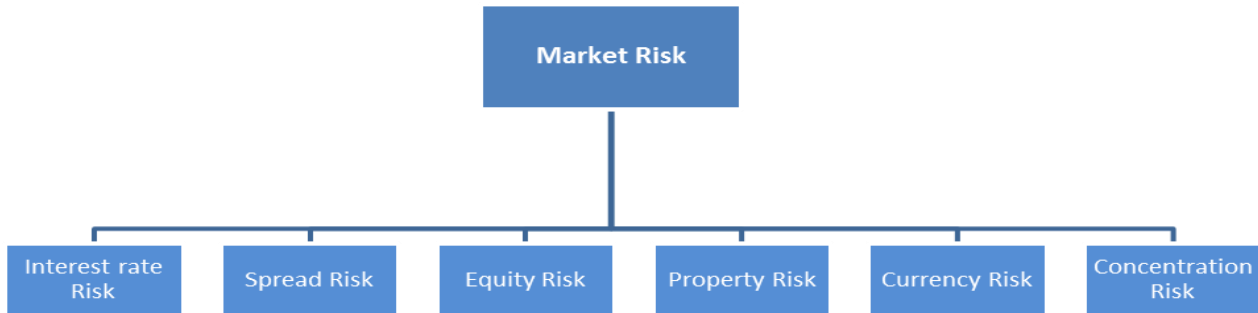 Market Risk
Interest rate
Risk
Spread Risk
Equity Risk
Property Risk
Currency Risk
Concentration
Risk